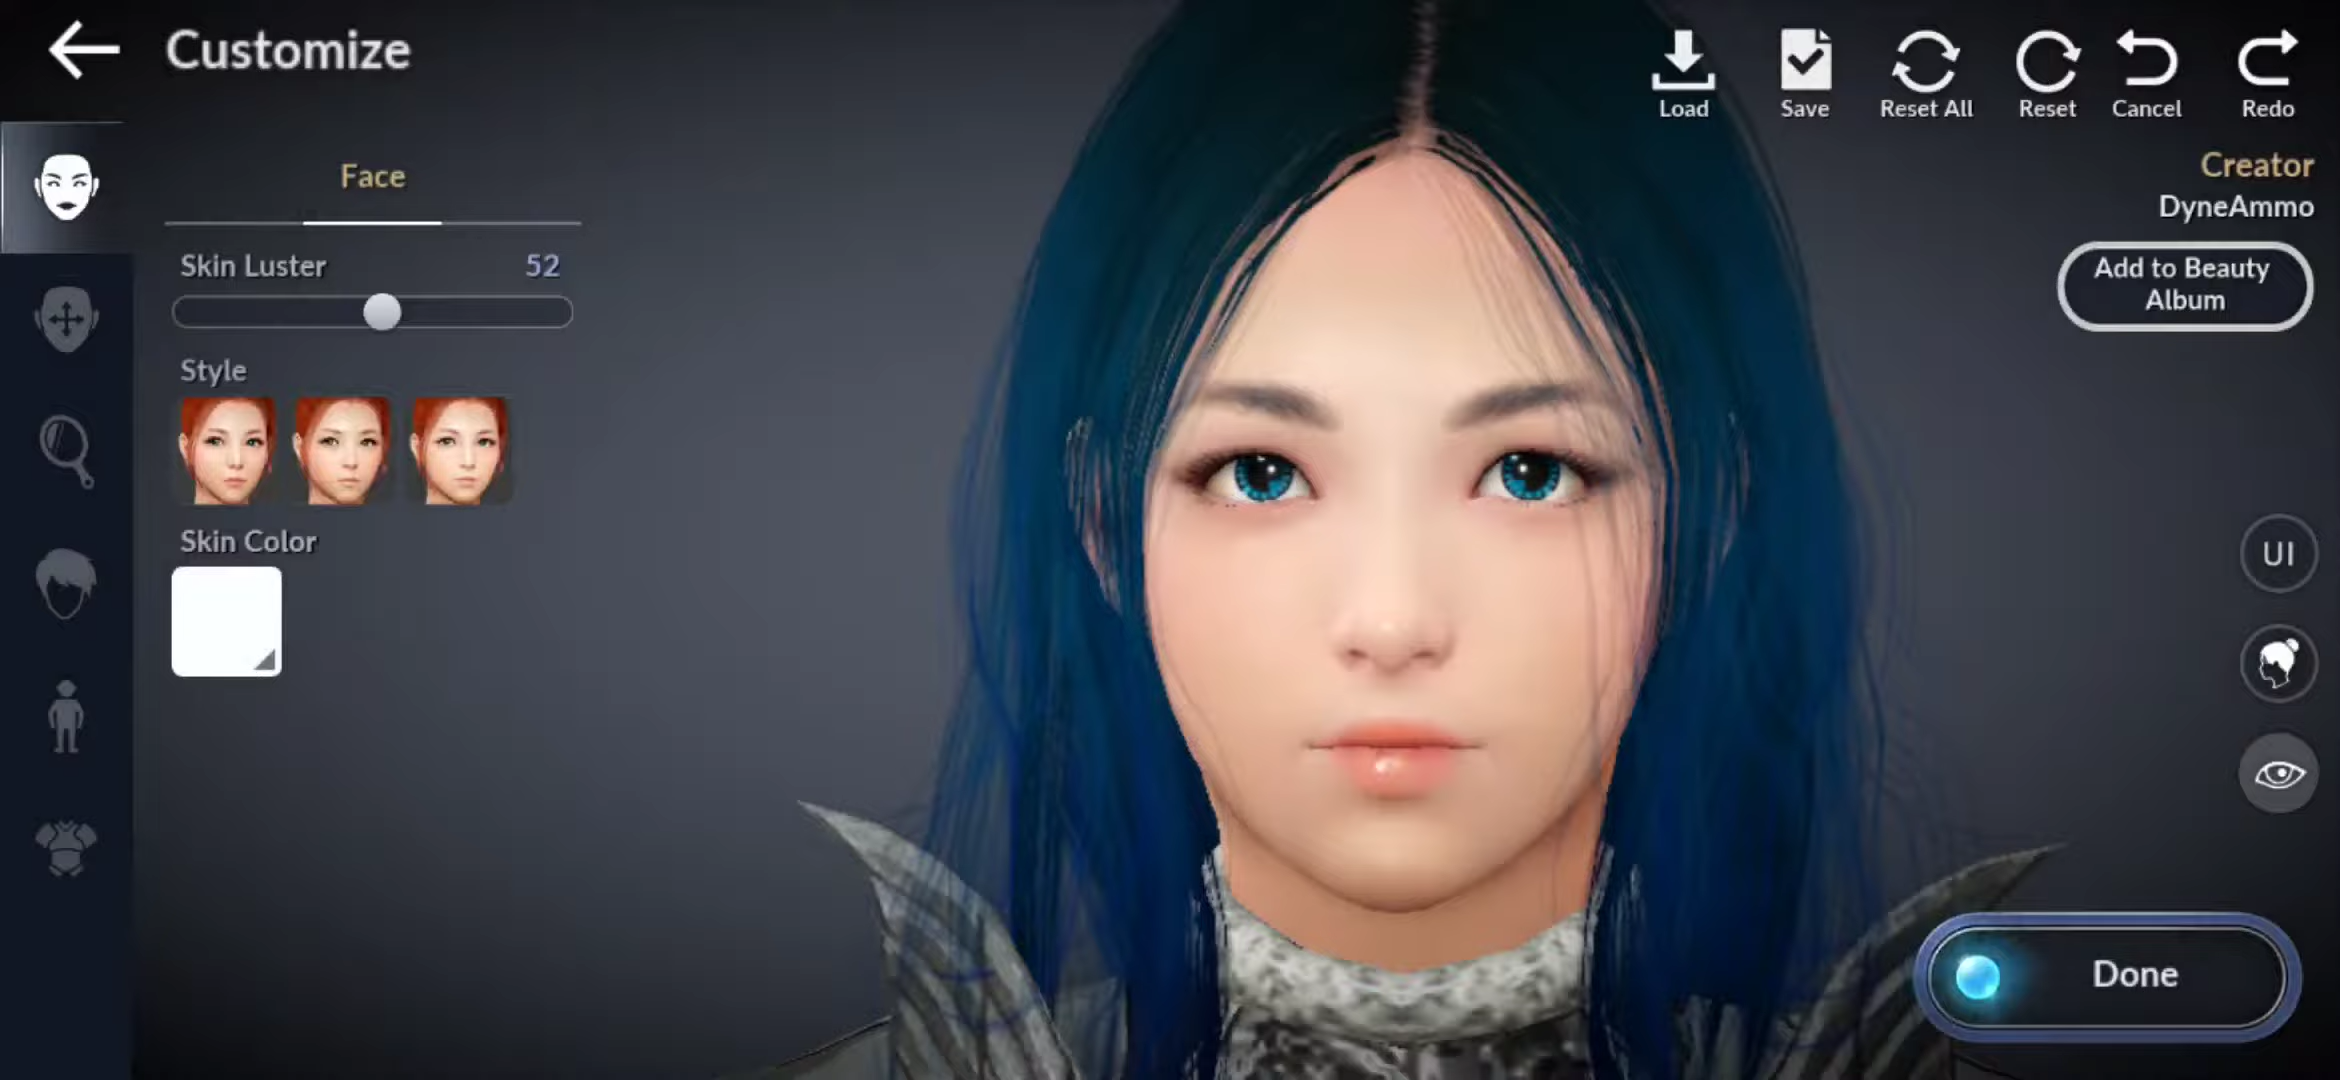 Customize
Load
Save
Reset All
Reset
Cancel
Redo
Creator
DyneAmmo
Add to Beauty
Album
Face
Skin Luster 52
Style
Skin Color
UI
Done